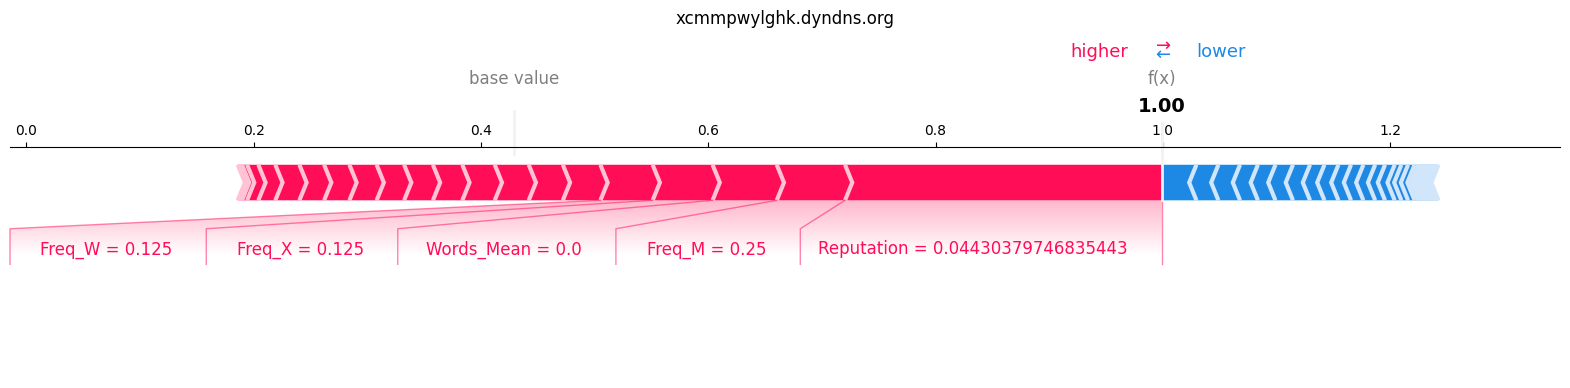 xcmmpwylghk.dyndns.org
higher ⇄ lower
base value f(x)
1.00
0.0 0.2 0.4 0.6 0.8 1.0 1.2
Freq_W = 0.125 Freq_X = 0.125 Words_Mean = 0.0 Freq_M = 0.25 Reputation = 0.04430379746835443